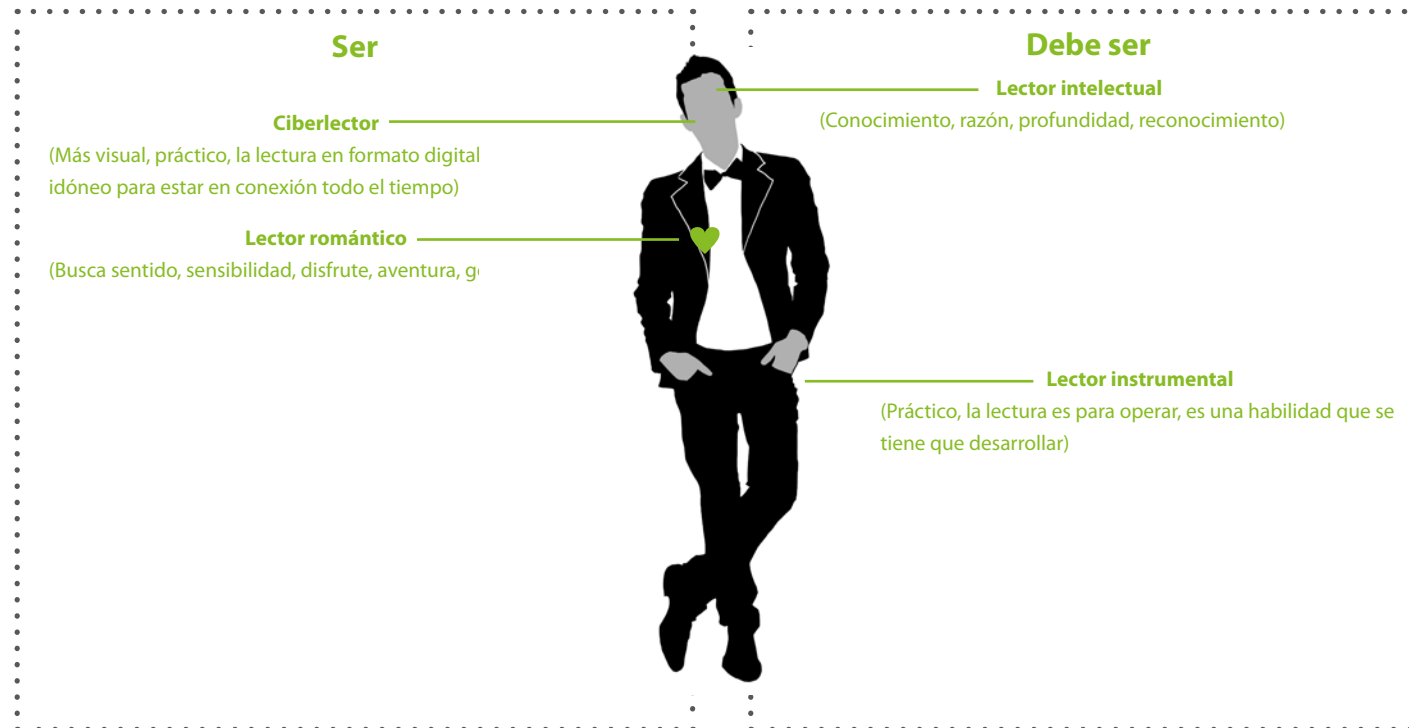 Ser
Ciberlector
(Más visual, práctico, la lectura en formato digital
idóneo para estar en conexión todo el tiempo)
Lector romántico
(Busca sentido, sensibilidad, disfrute, aventura,
Debe ser
Lector intelectual
(Conocimiento, razón, profundidad, reconocimiento)
Lector instrumental
(Práctico, la lectura es para operar, es una habilidad que se
tiene que desarrollar)